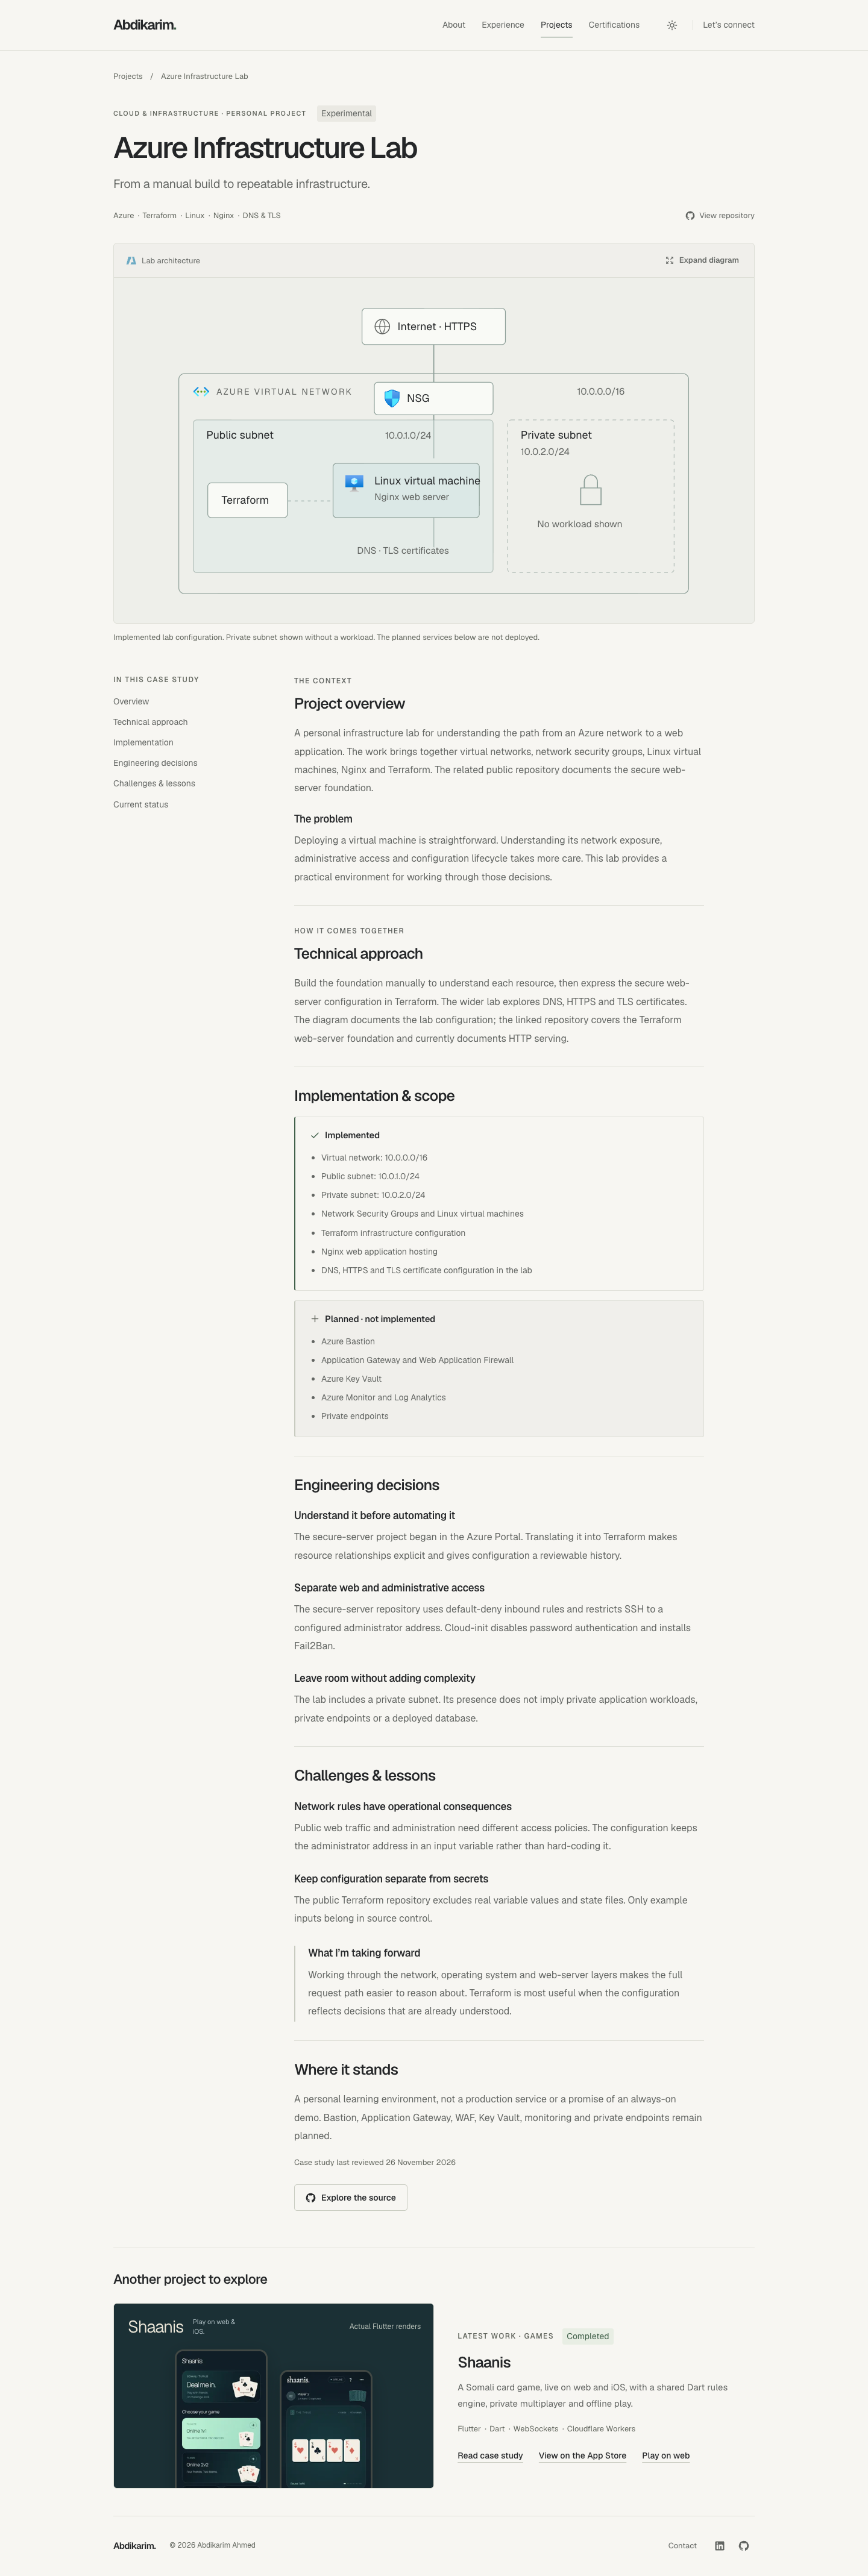 Abdikarim.
About Experience Projects Certifications Let's connect
Projects / Azure Infrastructure Lab
CLOUD & INFRASTRUCTURE · PERSONAL PROJECT Experimental
Azure Infrastructure Lab
From a manual build to repeatable infrastructure.
Azure · Terraform · Linux · Nginx · DNS & TLS
View repository
Lab architecture
Expand diagram
Internet · HTTPS
AZURE VIRTUAL NETWORK
NSG
10.0.0.0/16
Public subnet
10.0.1.0/24
Private subnet
10.0.2.0/24
Linux virtual machine
Nginx web server
Terraform
No workload shown
DNS · TLS certificates
Implemented lab configuration. Private subnet shown without a workload. The planned services below are not deployed.
IN THIS CASE STUDY
Overview
Technical approach
Implementation
Engineering decisions
Challenges & lessons
Current status
THE CONTEXT
Project overview
A personal infrastructure lab for understanding the path from an Azure network to a web
application. The work brings together virtual networks, network security groups, Linux virtual
machines, Nginx and Terraform. The related public repository documents the secure web-
server foundation.
The problem
Deploying a virtual machine is straightforward. Understanding its network exposure,
administrative access and configuration lifecycle takes more care. This lab provides a
practical environment for working through those decisions.
HOW IT COMES TOGETHER
Technical approach
Build the foundation manually to understand each resource, then express the secure web-
server configuration in Terraform. The wider lab explores DNS, HTTPS and TLS certificates.
The diagram documents the lab configuration; the linked repository covers the Terraform
web-server foundation and currently documents HTTP serving.
Implementation & scope
Implemented
• Virtual network: 10.0.0.0/16
• Public subnet: 10.0.1.0/24
• Private subnet: 10.0.2.0/24
• Network Security Groups and Linux virtual machines
• Terraform infrastructure configuration
• Nginx web application hosting
• DNS, HTTPS and TLS certificate configuration in the lab
Planned · not implemented
• Azure Bastion
• Application Gateway and Web Application Firewall
• Azure Key Vault
• Azure Monitor and Log Analytics
• Private endpoints
Engineering decisions
Understand it before automating it
The secure-server project began in the Azure Portal. Translating it into Terraform makes
resource relationships explicit and gives configuration a reviewable history.
Separate web and administrative access
The secure-server repository uses default-deny inbound rules and restricts SSH to a
configured administrator address. Cloud-init disables password authentication and installs
Fail2Ban.
Leave room without adding complexity
The lab includes a private subnet. Its presence does not imply private application workloads,
private endpoints or a deployed database.
Challenges & lessons
Network rules have operational consequences
Public web traffic and administration need different access policies. The configuration keeps
the administrator address in an input variable rather than hard-coding it.
Keep configuration separate from secrets
The public Terraform repository excludes real variable values and state files. Only example
inputs belong in source control.
What I'm taking forward
Working through the network, operating system and web-server layers makes the full
request path easier to reason about. Terraform is most useful when the configuration
reflects decisions that are already understood.
Where it stands
A personal learning environment, not a production service or a promise of an always-on
demo. Bastion, Application Gateway, WAF, Key Vault, monitoring and private endpoints remain
planned.
Case study last reviewed 26 November 2026
Explore the source
Another project to explore
Shaanis
Play on web &
iOS.
Actual Flutter renders
Shaanis
Deal me in.
Choose your game.
Online 1v1
Online 2v2
shaanis.
LATEST WORK · GAMES Completed
Shaanis
A Somali card game, live on web and iOS, with a shared Dart rules
engine, private multiplayer and offline play.
Flutter · Dart · WebSockets · Cloudflare Workers
Read case study View on the App Store Play on web
Abdikarim. © 2026 Abdikarim Ahmed
Contact